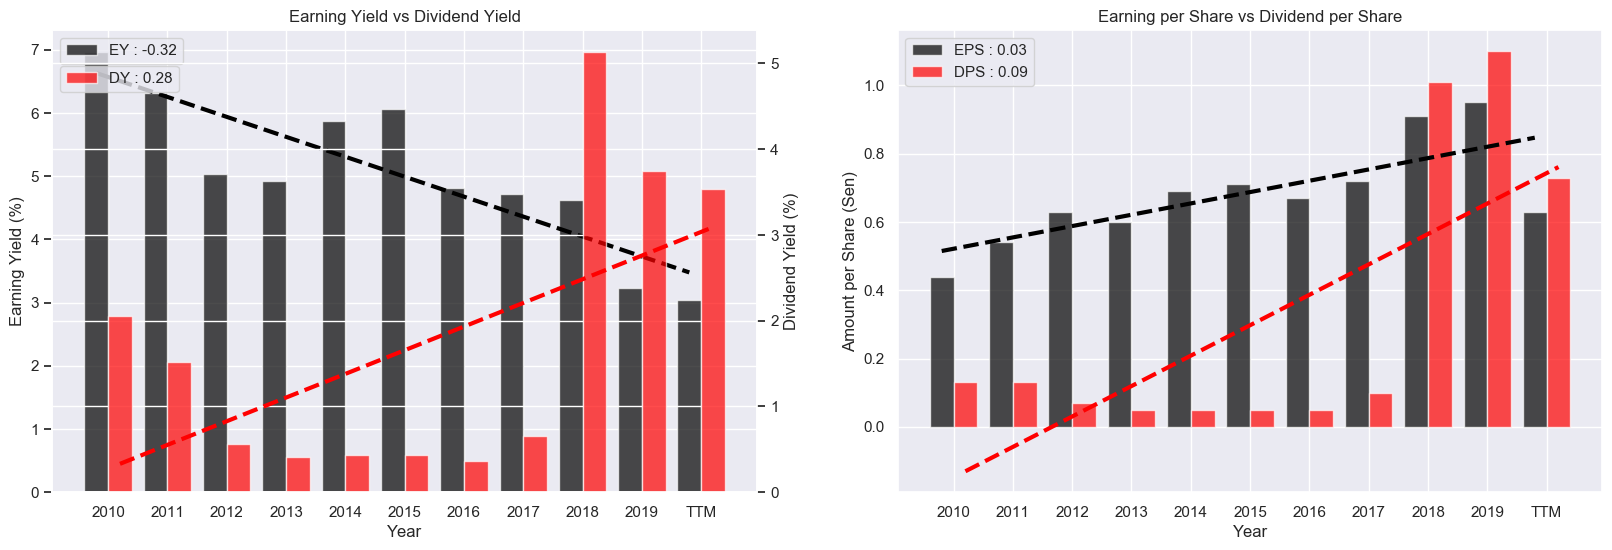 Earning Yield vs Dividend Yield
EY : -0.32
DY : 0.28
Earning Yield (%)
7
6
5
4
3
2
1
0
5
4
3
2
1
0
Dividend Yield (%)
2010 2011 2012 2013 2014 2015 2016 2017 2018 2019 TTM
Year
Earning per Share vs Dividend per Share
EPS : 0.03
DPS : 0.09
Amount per Share (Sen)
1.0
0.8
0.6
0.4
0.2
0.0
2010 2011 2012 2013 2014 2015 2016 2017 2018 2019 TTM
Year